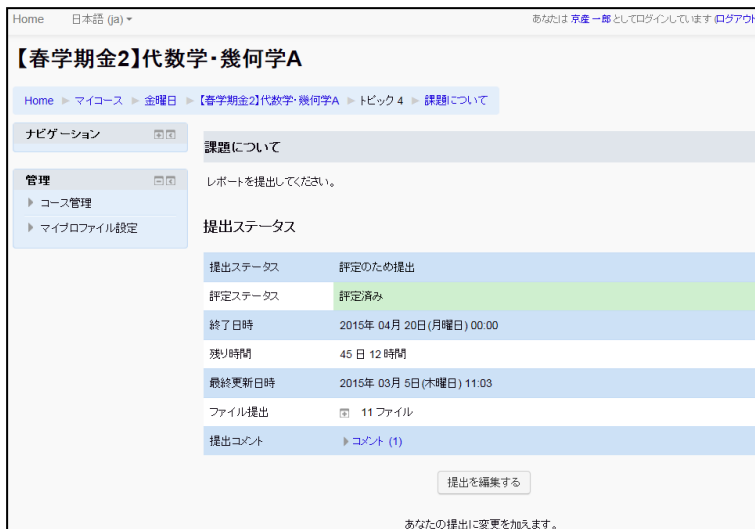 Home 日本語 (ja) あなたは 京産 一郎 としてログインしています (ログアウト
【春学期金2】代数学・幾何学A
Home ▶ マイコース ▶ 金曜日 ▶ 【春学期金2】代数学・幾何学A ▶ トピック 4 ▶ 課題について
ナビゲーション
課題について
管理
レポートを提出してください。
コース管理
マイプロファイル設定
提出ステータス
提出ステータス 評定のため提出
評定ステータス 評定済み
終了日時 2015年 04月 20日(月曜日) 00:00
残り時間 45 日 12 時間
最終更新日時 2015年 03月 5日(木曜日) 11:03
ファイル提出 11 ファイル
提出コメント コメント (1)
提出を編集する
あなたの提出に変更を加えます。